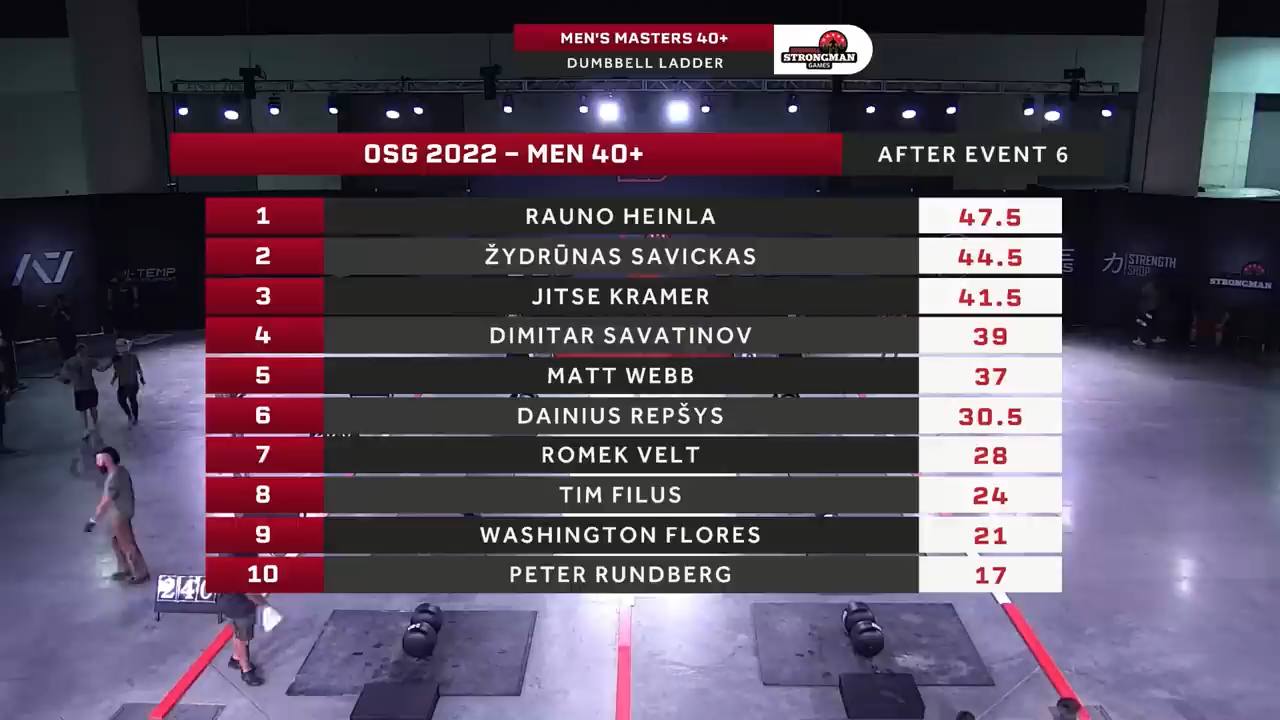 MEN'S MASTERS 40+
DUMBBELL LADDER
STRONGMAN
GAMES
OSG 2022 – MEN 40+
AFTER EVENT 6
1 RAUNO HEINLA 47.5
2 ŽYDRŪNAS SAVICKAS 44.5
3 JITSE KRAMER 41.5
4 DIMITAR SAVATINOV 39
5 MATT WEBB 37
6 DAINIUS REPŠYS 30.5
7 ROMEK VELT 28
8 TIM FILUS 24
9 WASHINGTON FLORES 21
10 PETER RUNDBERG 17
STRENGTH
SHOP
STRONGMAN
240